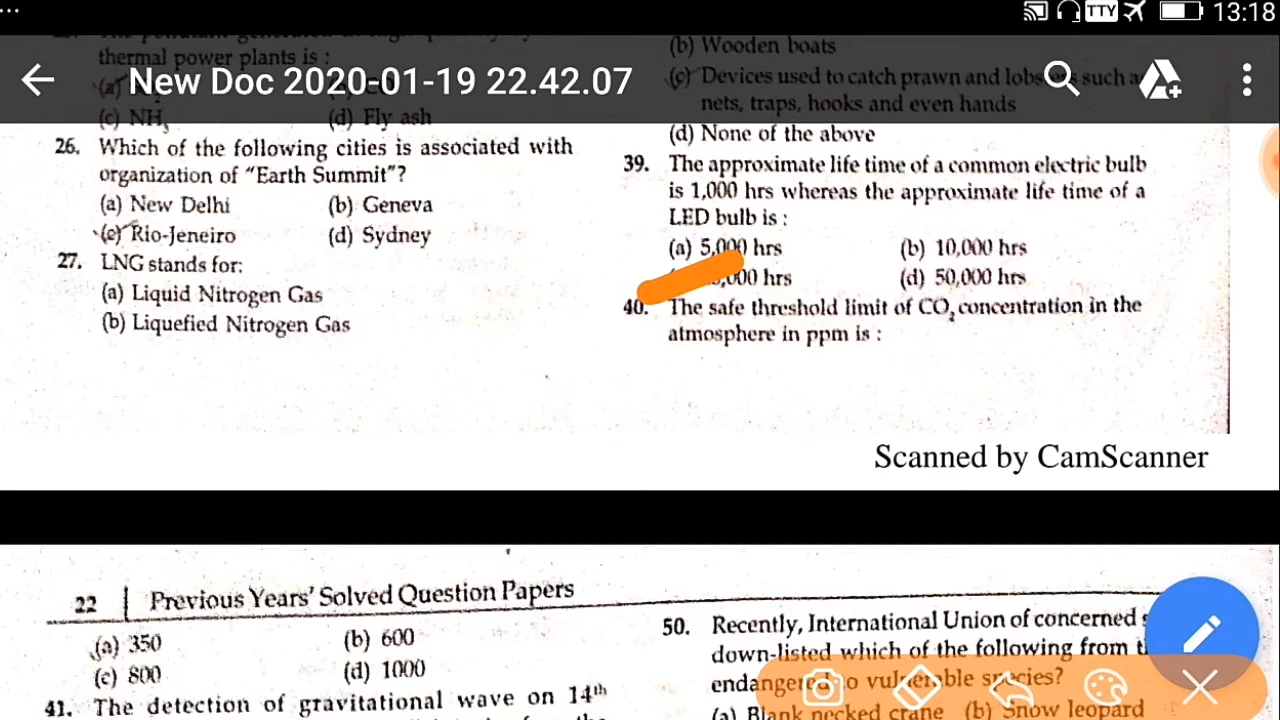 TTY 13:18
New Doc 2020-01-19 22.42.07
thermal power plants is :
(c) NH₃ (d) Fly ash
26. Which of the following cities is associated with
organization of "Earth Summit"?
(a) New Delhi (b) Geneva
(c) Rio-Jeneiro (d) Sydney
27. LNG stands for:
(a) Liquid Nitrogen Gas
(b) Liquefied Nitrogen Gas
(b) Wooden boats
(c) Devices used to catch prawn and such
nets, traps, hooks and even hands
(d) None of the above
39. The approximate life time of a common electric bulb
is 1,000 hrs whereas the approximate life time of a
LED bulb is :
(a) 5,000 hrs (b) 10,000 hrs
hrs (d) 50,000 hrs
40. The safe threshold limit of CO₂ concentration in the
atmosphere in ppm is :
Scanned by CamScanner
22 | Previous Years' Solved Question Papers
(a) 350 (b) 600
(c) 800 (d) 1000
41. The detection of gravitational wave on 14th
50. Recently, International Union of concerned
down-listed which of the following from
endangered to vulnerable species?
(a) Blank necked crane (b) Snow leopard